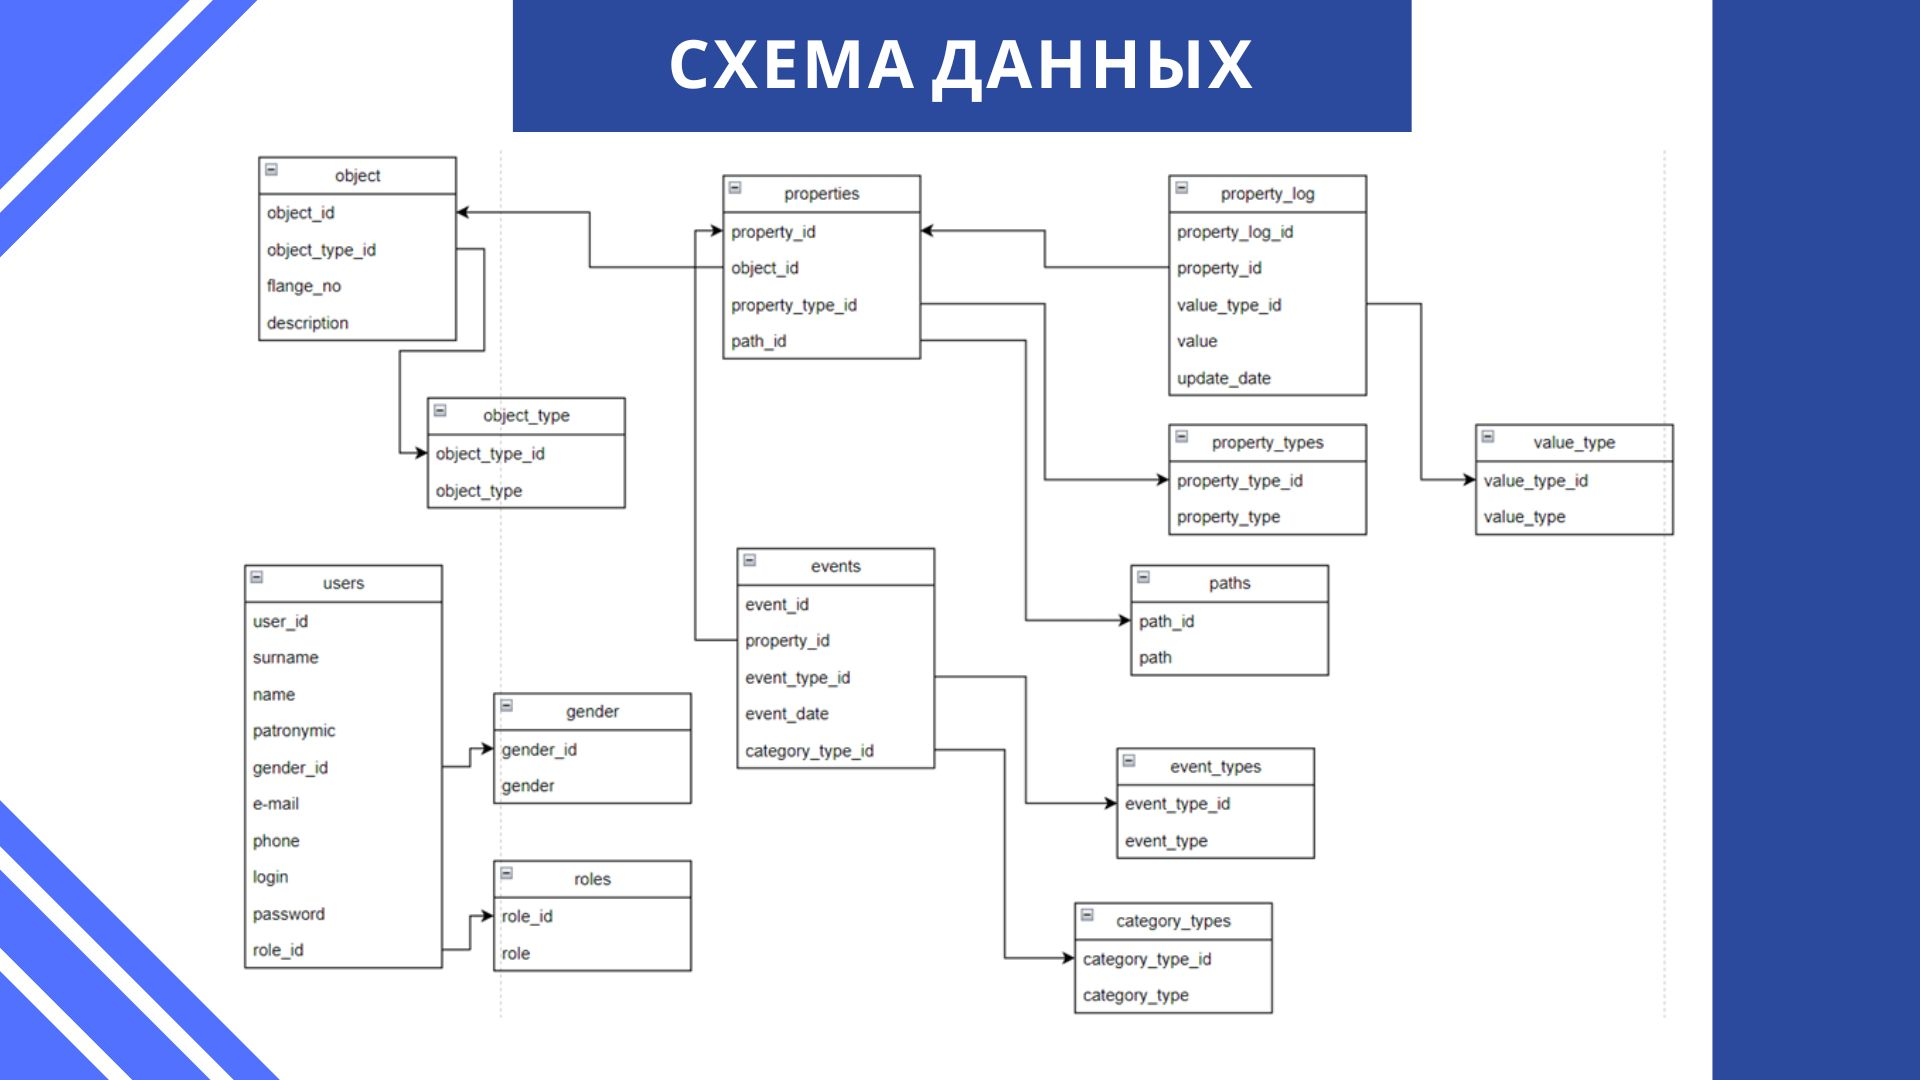 СХЕМА ДАННЫХ
object
object_id
object_type_id
flange_no
description
object_type
object_type_id
object_type
properties
property_id
object_id
property_type_id
path_id
property_log
property_log_id
property_id
value_type_id
value
update_date
property_types
property_type_id
property_type
value_type
value_type_id
value_type
users
user_id
surname
name
patronymic
gender_id
e-mail
phone
login
password
role_id
gender
gender_id
gender
roles
role_id
role
events
event_id
property_id
event_type_id
event_date
category_type_id
paths
path_id
path
event_types
event_type_id
event_type
category_types
category_type_id
category_type